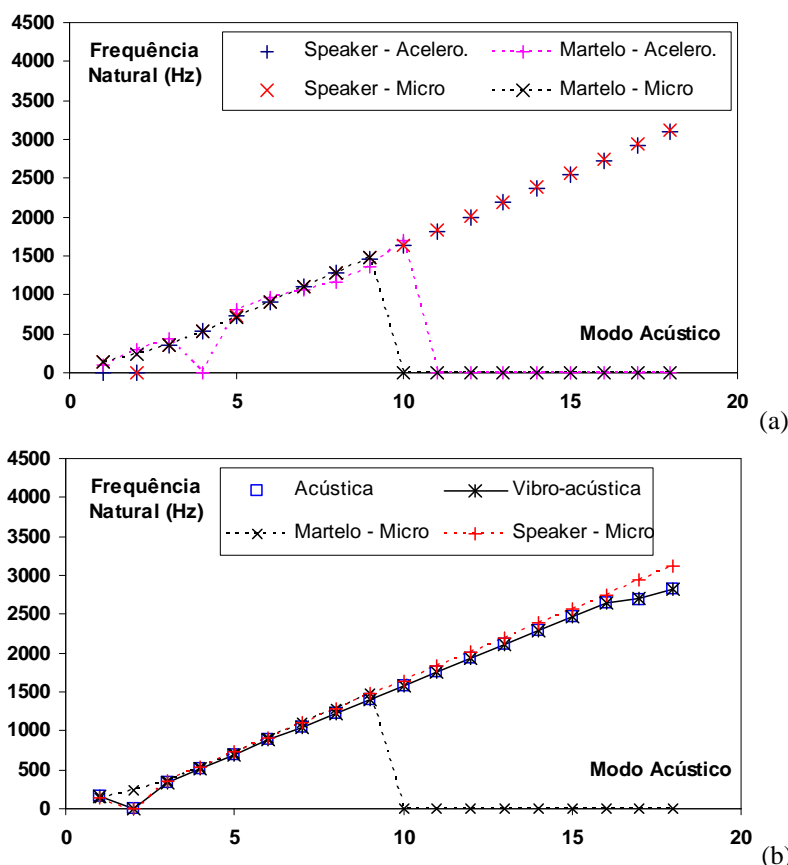 4500
4000
3500
3000
2500
2000
1500
1000
500
0
Frequência
Natural (Hz)
Speaker - Acelero.
Martelo - Acelero.
Speaker - Micro
Martelo - Micro
Modo Acústico
0
5
10
15
20
(a)
4500
4000
3500
3000
2500
2000
1500
1000
500
0
Frequência
Natural (Hz)
Acústica
Vibro-acústica
Martelo - Micro
Speaker - Micro
Modo Acústico
0
5
10
15
20
(b)